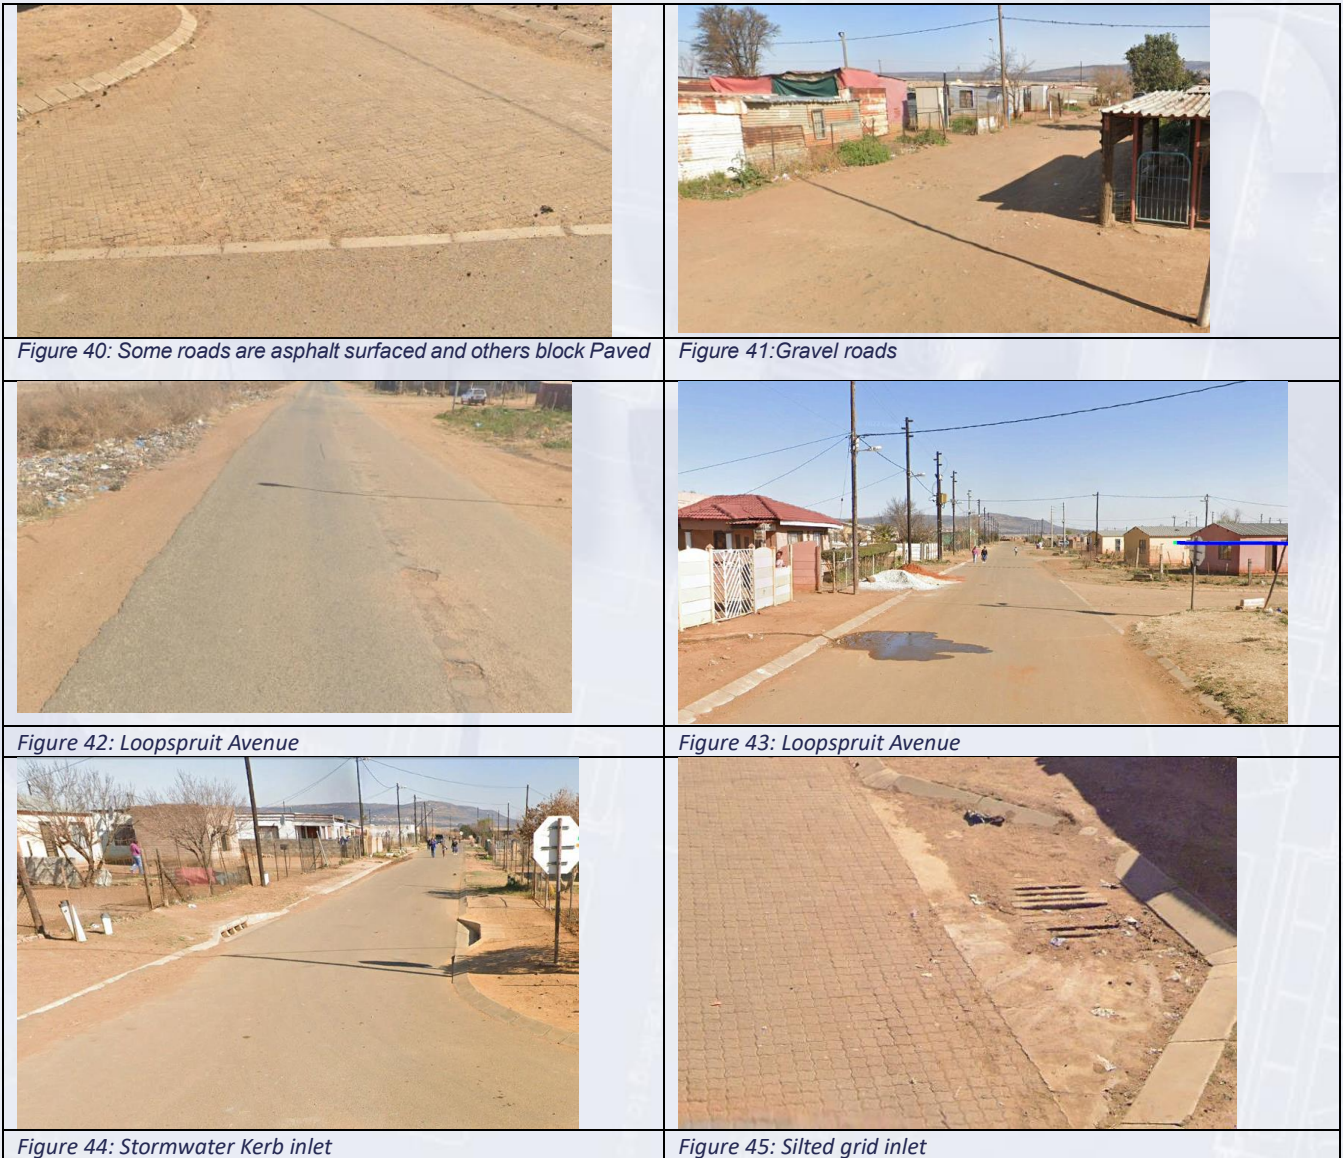 Figure 40: Some roads are asphalt surfaced and others block Paved
Figure 41:Gravel roads
Figure 42: Loopspruit Avenue
Figure 43: Loopspruit Avenue
Figure 44: Stormwater Kerb inlet
Figure 45: Silted grid inlet